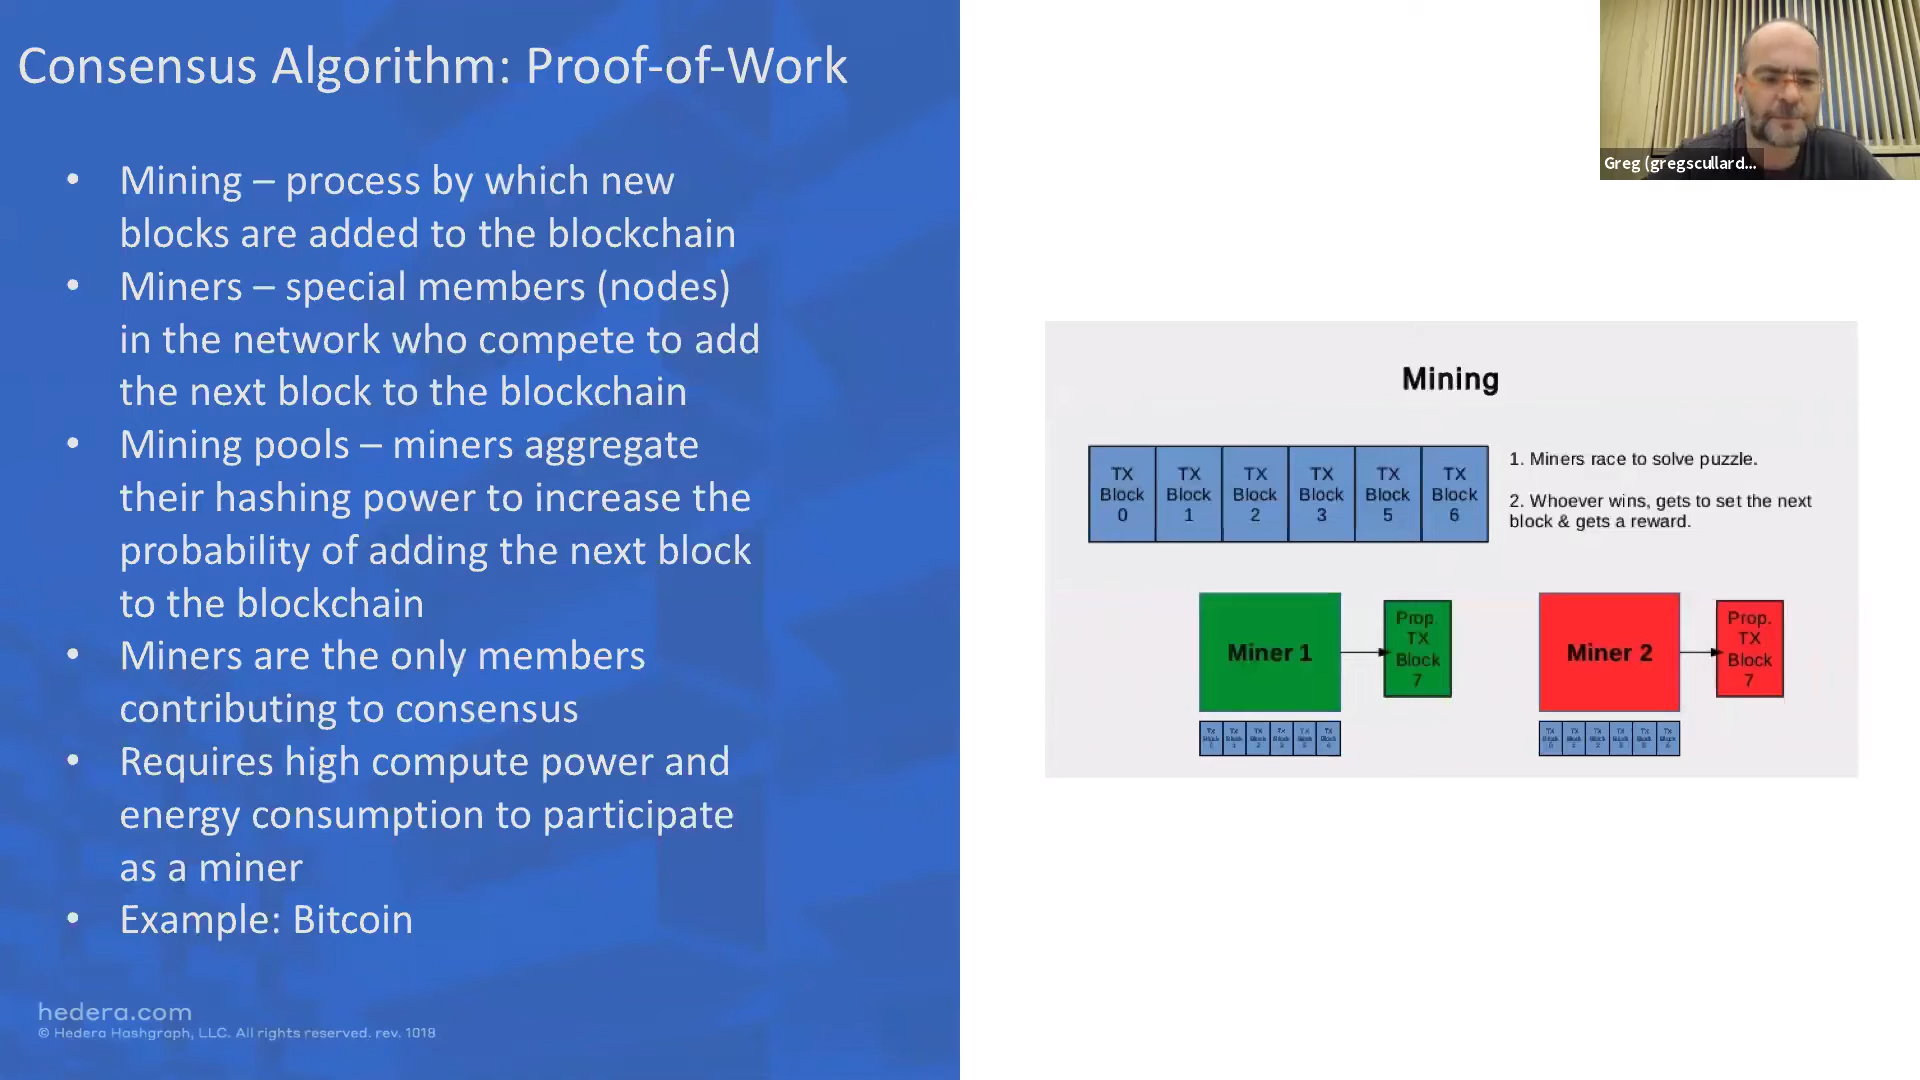 Consensus Algorithm: Proof-of-Work
• Mining – process by which new
blocks are added to the blockchain
• Miners – special members (nodes)
in the network who compete to add
the next block to the blockchain
• Mining pools – miners aggregate
their hashing power to increase the
probability of adding the next block
to the blockchain
• Miners are the only members
contributing to consensus
• Requires high compute power and
energy consumption to participate
as a miner
• Example: Bitcoin
hedera.com
© Hedera Hashgraph, LLC. All rights reserved. rev. 1018
Greg (gregscullard...
Mining
TX Block 0
TX Block 1
TX Block 2
TX Block 3
TX Block 5
TX Block 6
1. Miners race to solve puzzle.
2. Whoever wins, gets to set the next
block & gets a reward.
Miner 1
Prop.
TX
Block
7
Miner 2
Prop.
TX
Block
7